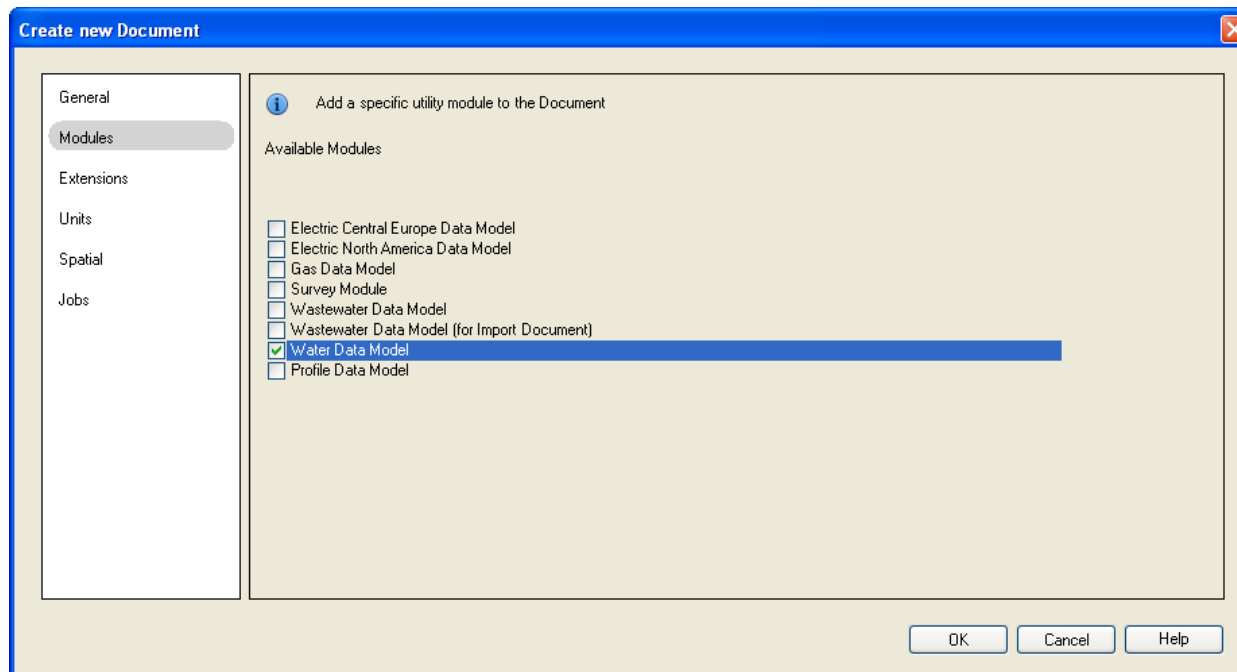 Create new Document
General
Modules
Extensions
Units
Spatial
Jobs
Add a specific utility module to the Document
Available Modules
Electric Central Europe Data Model
Electric North America Data Model
Gas Data Model
Survey Module
Wastewater Data Model
Wastewater Data Model (for Import Document)
Water Data Model
Profile Data Model
OK
Cancel
Help